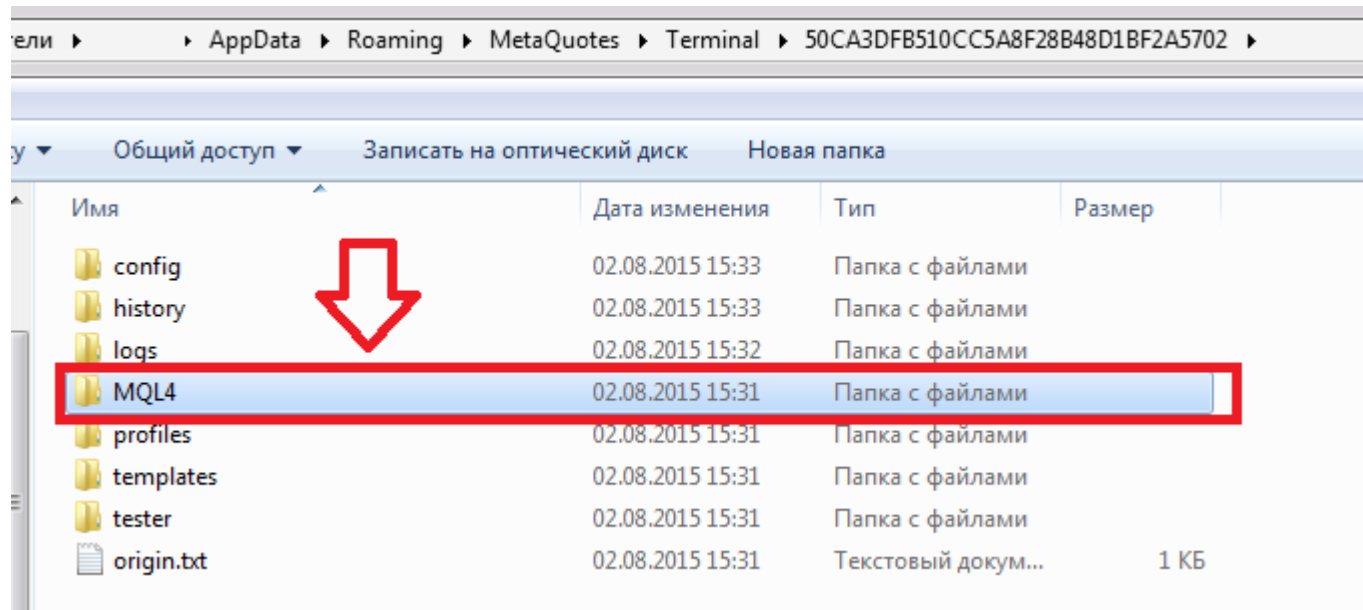 ели ▸ ▸ AppData ▸ Roaming ▸ MetaQuotes ▸ Terminal ▸ 50CA3DFB510CC5A8F28B48D1BF2A5702 ▸
у Общий доступ Записать на оптический диск Новая папка
Имя Дата изменения Тип Размер
config 02.08.2015 15:33 Папка с файлами
history 02.08.2015 15:33 Папка с файлами
logs 02.08.2015 15:32 Папка с файлами
MQL4 02.08.2015 15:31 Папка с файлами
profiles 02.08.2015 15:31 Папка с файлами
templates 02.08.2015 15:31 Папка с файлами
tester 02.08.2015 15:31 Папка с файлами
origin.txt 02.08.2015 15:31 Текстовый докум... 1 КБ